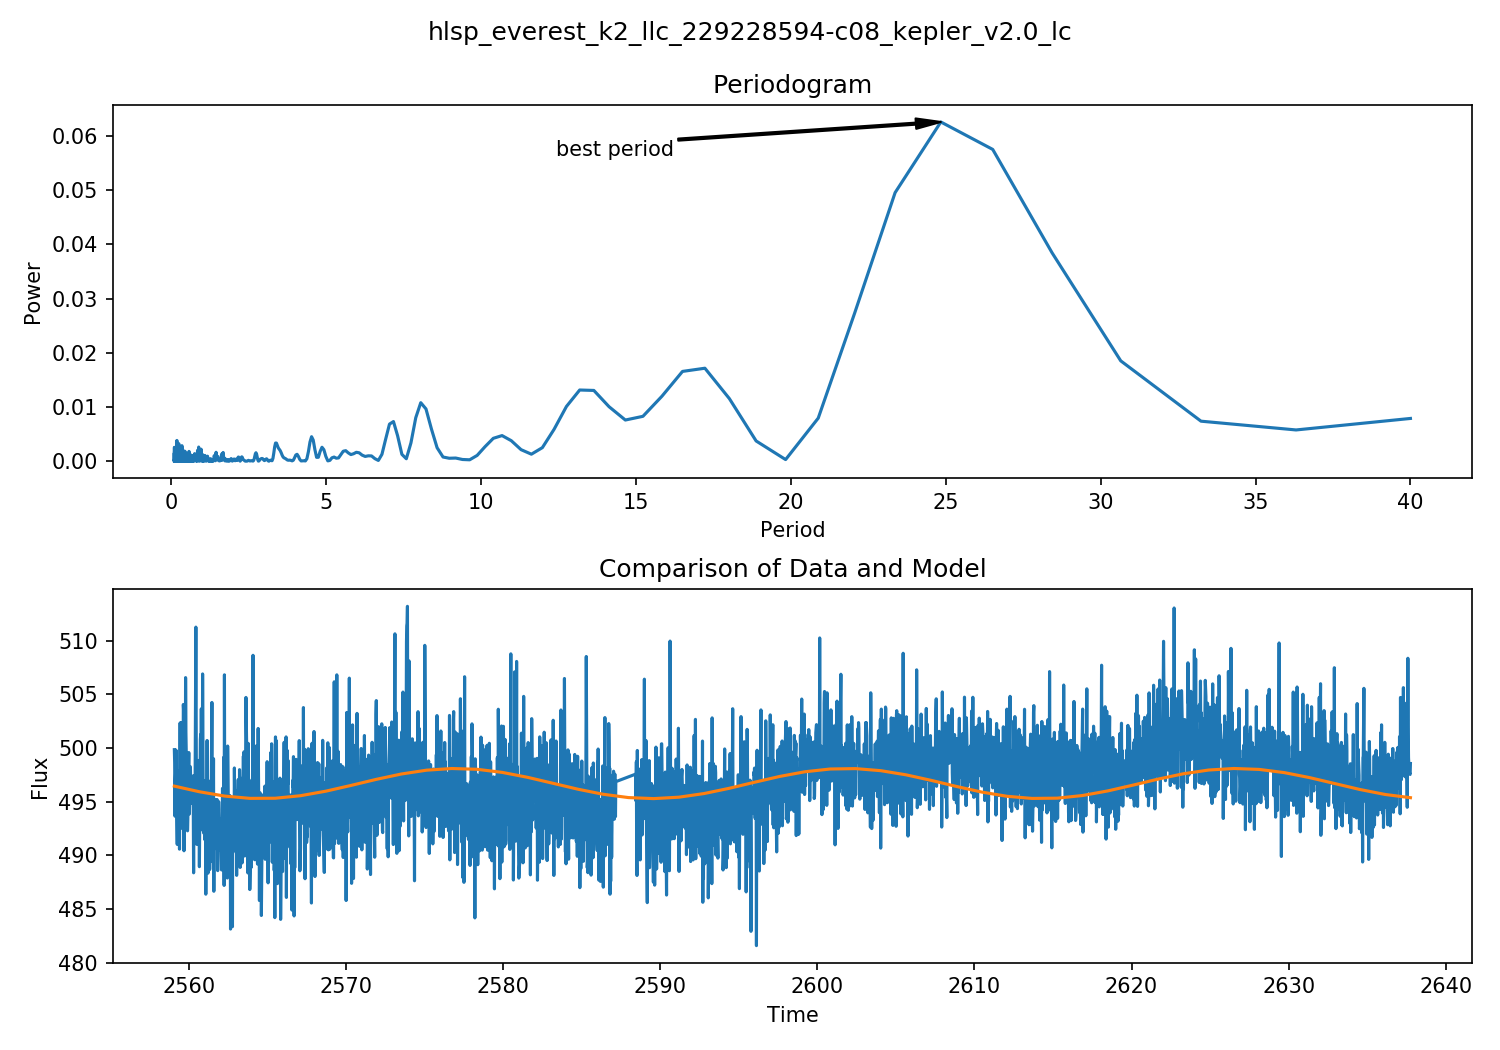 hlsp_everest_k2_llc_229228594-c08_kepler_v2.0_lc
Periodogram
best period
Power
0.06
0.05
0.04
0.03
0.02
0.01
0.00
0 5 10 15 20 25 30 35 40
Period
Comparison of Data and Model
Flux
510
505
500
495
490
485
480
2560 2570 2580 2590 2600 2610 2620 2630 2640
Time